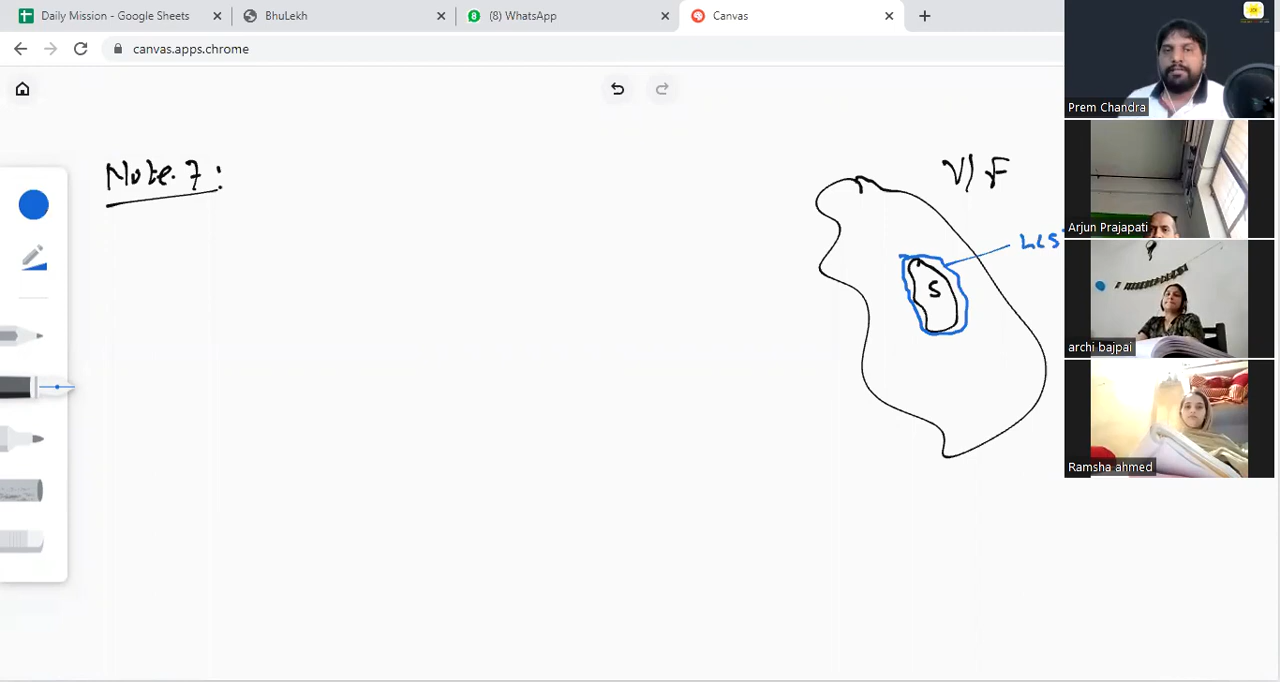 Daily Mission - Google Sheets
BhuLekh
(8) WhatsApp
Canvas
canvas.apps.chrome
Note.7:
V/F
S
Prem Chandra
Arjun Prajapati
archi bajpai
Ramsha ahmed